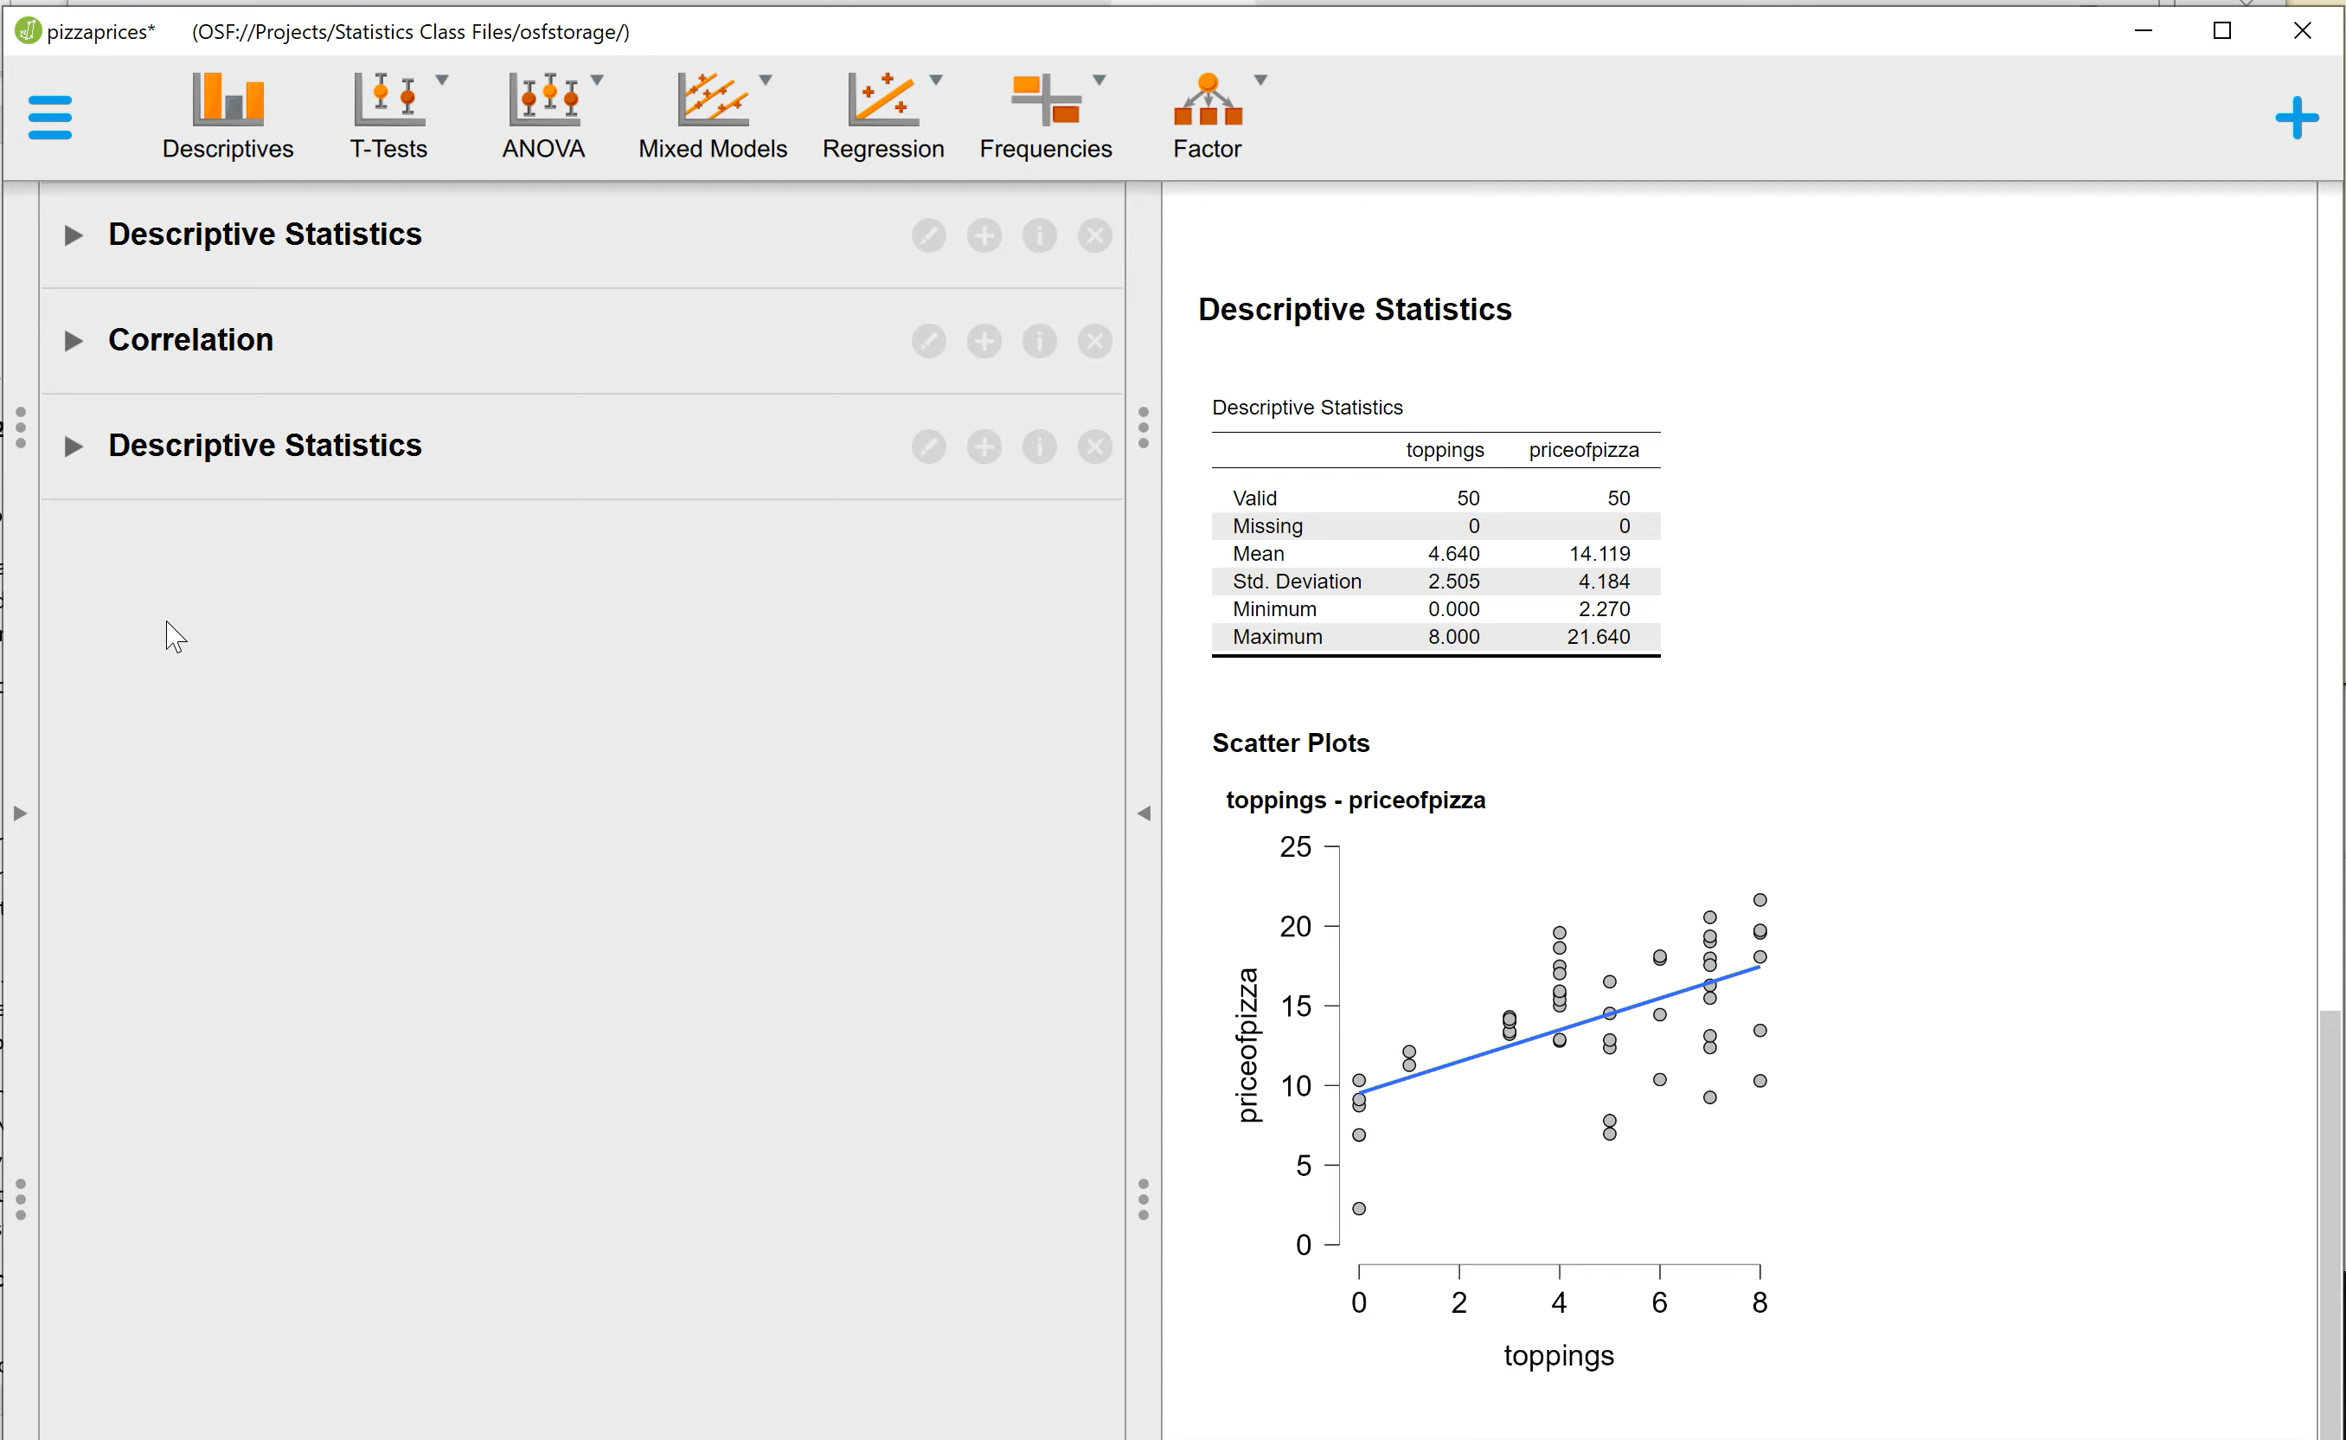 pizzaprices* (OSF://Projects/Statistics Class Files/osfstorage/)
Descriptives T-Tests ANOVA Mixed Models Regression Frequencies Factor
Descriptive Statistics
Correlation
Descriptive Statistics
Descriptive Statistics
Descriptive Statistics
toppings priceofpizza
Valid 50 50
Missing 0 0
Mean 4.640 14.119
Std. Deviation 2.505 4.184
Minimum 0.000 2.270
Maximum 8.000 21.640
Scatter Plots
toppings - priceofpizza
25
20
15
10
5
0
priceofpizza
0 2 4 6 8
toppings